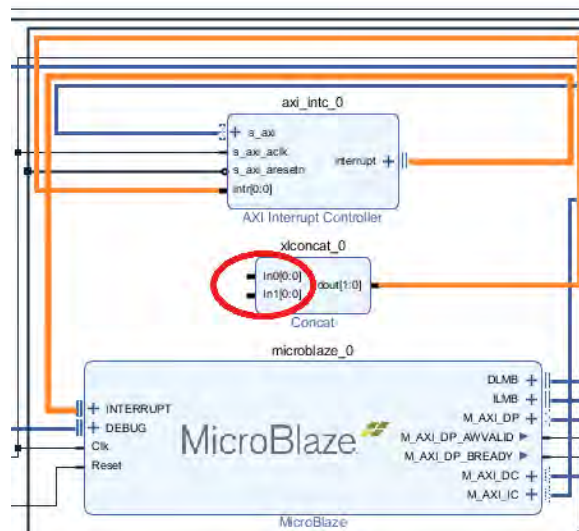 axi_intc_0
s_axi
s_axi_aclk
s_axi_aresetn
intr[0:0]
interrupt
AXI Interrupt Controller
xlconcat_0
In0[0:0]
In1[0:0]
dout[1:0]
Concat
microblaze_0
INTERRUPT
DEBUG
Clk
Reset
MicroBlaze
DLMB
ILMB
M_AXI_DP
M_AXI_DP_AWVALID
M_AXI_DP_BREADY
M_AXI_DC
M_AXI_IC
MicroBlaze